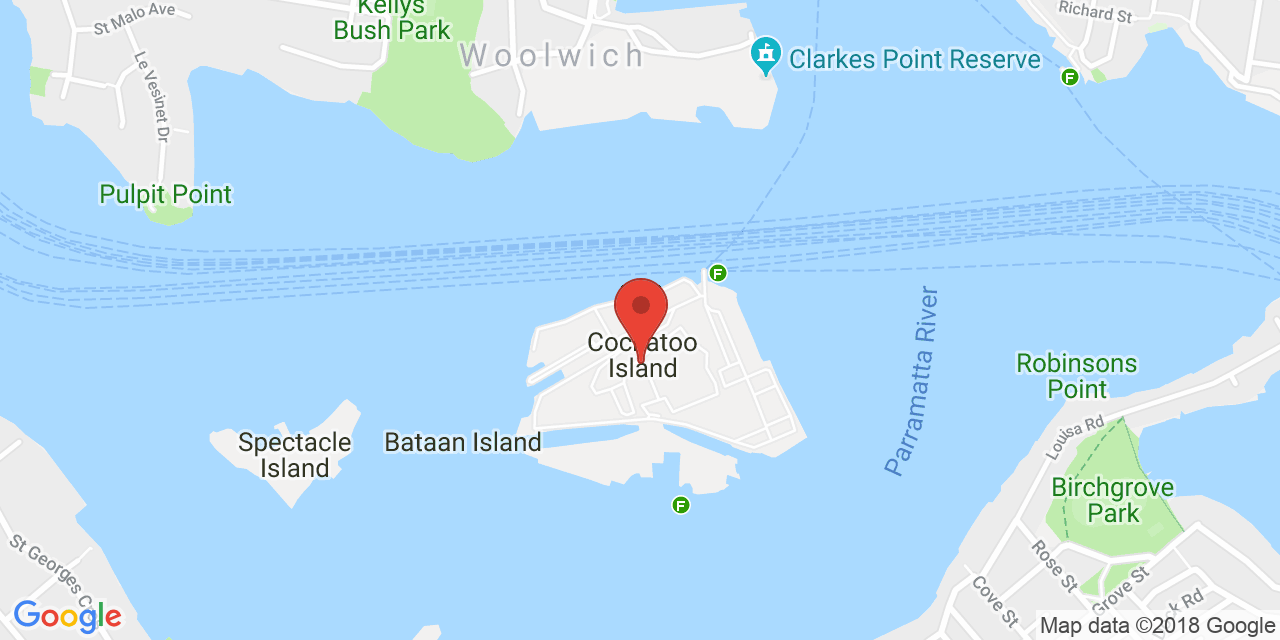 St Malo Ave
Kellys
Bush Park
Woolwich
Clarkes Point Reserve
Richard St
F
Le Vesinet Dr
Pulpit Point
F
Cockatoo
Island
Parramatta River
Robinsons
Point
Louisa Rd
Spectacle
Island
Bataan Island
Birchgrove
Park
F
St Georges C
Rose St
Cove St
Grove St
ck Rd
Google
Map data ©2018 Google